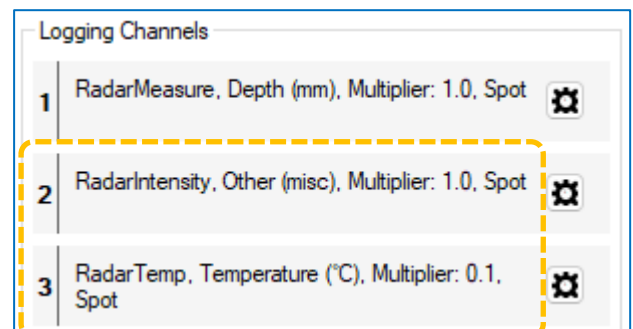 Logging Channels
1
RadarMeasure, Depth (mm), Multiplier: 1.0, Spot
2
RadarIntensity, Other (misc), Multiplier: 1.0, Spot
3
RadarTemp, Temperature (°C), Multiplier: 0.1,
Spot